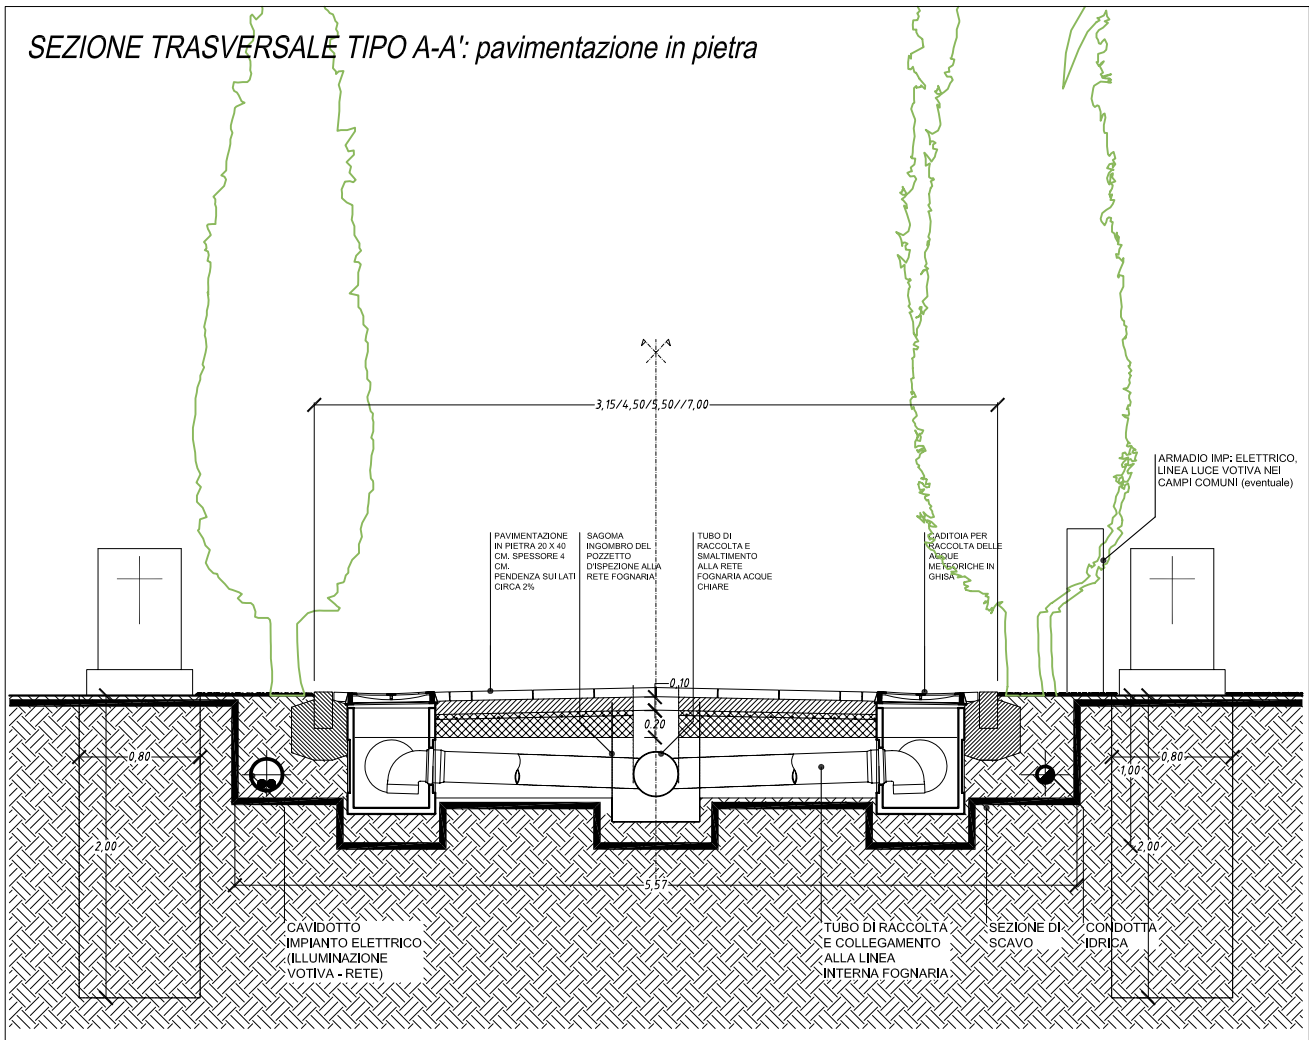 SEZIONE TRASVERSALE TIPO A-A': pavimentazione in pietra
3,15/4,50/5,50//7,00
ARMADIO IMP: ELETTRICO,
LINEA LUCE VOTIVA NEI
CAMPI COMUNI (eventuale)
PAVIMENTAZIONE
IN PIETRA 20 X 40
CM. SPESSORE 4
CM.
PENDENZA SUI LATI
CIRCA 2%
SAGOMA
INGOMBRO DEL
POZZETTO
D'ISPEZIONE ALLA
RETE FOGNARIA
TUBO DI
RACCOLTA E
SMALTIMENTO
ALLA RETE
FOGNARIA ACQUE
CHIARE
CADITOIA PER
RACCOLTA DELLE
ACQUE
METEORICHE IN
GHISA
0,10
0,20
0,80
0,80
1,00
2,00
2,00
5,57
CAVIDOTTO
IMPIANTO ELETTRICO
(ILLUMINAZIONE
VOTIVA - RETE)
TUBO DI RACCOLTA
E COLLEGAMENTO
ALLA LINEA
INTERNA FOGNARIA
SEZIONE DI
SCAVO
CONDOTTA
IDRICA